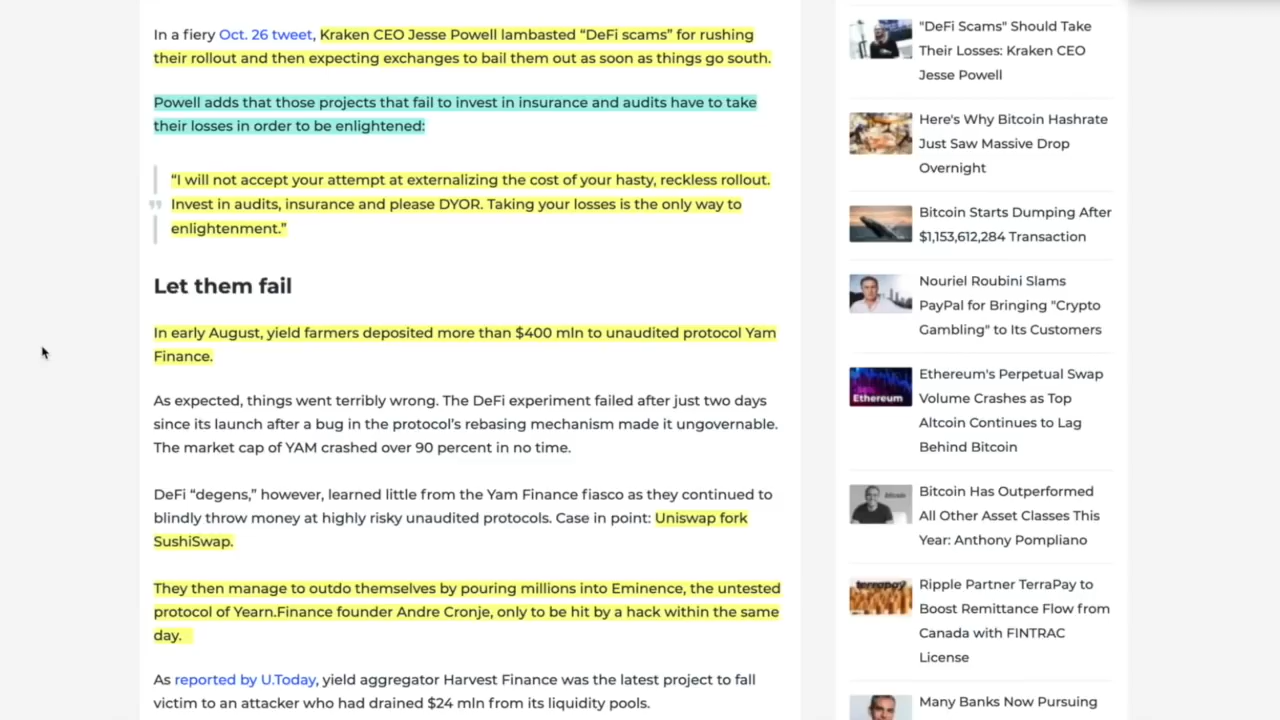 In a fiery Oct. 26 tweet, Kraken CEO Jesse Powell lambasted “DeFi scams” for rushing
their rollout and then expecting exchanges to bail them out as soon as things go south.
Powell adds that those projects that fail to invest in insurance and audits have to take
their losses in order to be enlightened:
“I will not accept your attempt at externalizing the cost of your hasty, reckless rollout.
Invest in audits, insurance and please DYOR. Taking your losses is the only way to
enlightenment.”
Let them fail
In early August, yield farmers deposited more than $400 mln to unaudited protocol Yam
Finance.
As expected, things went terribly wrong. The DeFi experiment failed after just two days
since its launch after a bug in the protocol’s rebasing mechanism made it ungovernable.
The market cap of YAM crashed over 90 percent in no time.
DeFi “degens,” however, learned little from the Yam Finance fiasco as they continued to
blindly throw money at highly risky unaudited protocols. Case in point: Uniswap fork
SushiSwap.
They then manage to outdo themselves by pouring millions into Eminence, the untested
protocol of Yearn.Finance founder Andre Cronje, only to be hit by a hack within the same
day.
As reported by U.Today, yield aggregator Harvest Finance was the latest project to fall
victim to an attacker who had drained $24 mln from its liquidity pools.
"DeFi Scams" Should Take
Their Losses: Kraken CEO
Jesse Powell
Here's Why Bitcoin Hashrate
Just Saw Massive Drop
Overnight
Bitcoin Starts Dumping After
$1,153,612,284 Transaction
Nouriel Roubini Slams
PayPal for Bringing "Crypto
Gambling" to Its Customers
Ethereum
Ethereum's Perpetual Swap
Volume Crashes as Top
Altcoin Continues to Lag
Behind Bitcoin
Bitcoin
Bitcoin Has Outperformed
All Other Asset Classes This
Year: Anthony Pompliano
terrapay
Ripple Partner TerraPay to
Boost Remittance Flow from
Canada with FINTRAC
License
Many Banks Now Pursuing